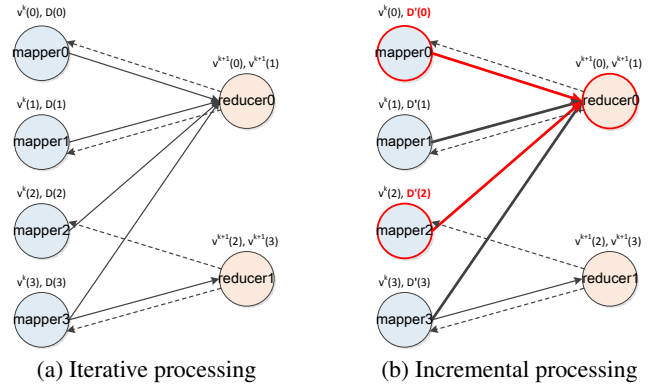 v^k(0), D(0)
mapper0
v^k(1), D(1)
mapper1
v^k(2), D(2)
mapper2
v^k(3), D(3)
mapper3
v^{k+1}(0), v^{k+1}(1)
reducer0
v^{k+1}(2), v^{k+1}(3)
reducer1
(a) Iterative processing
v^k(0), D'(0)
mapper0
v^k(1), D'(1)
mapper1
v^k(2), D'(2)
mapper2
v^k(3), D'(3)
mapper3
v^{k+1}(0), v^{k+1}(1)
reducer0
v^{k+1}(2), v^{k+1}(3)
reducer1
(b) Incremental processing